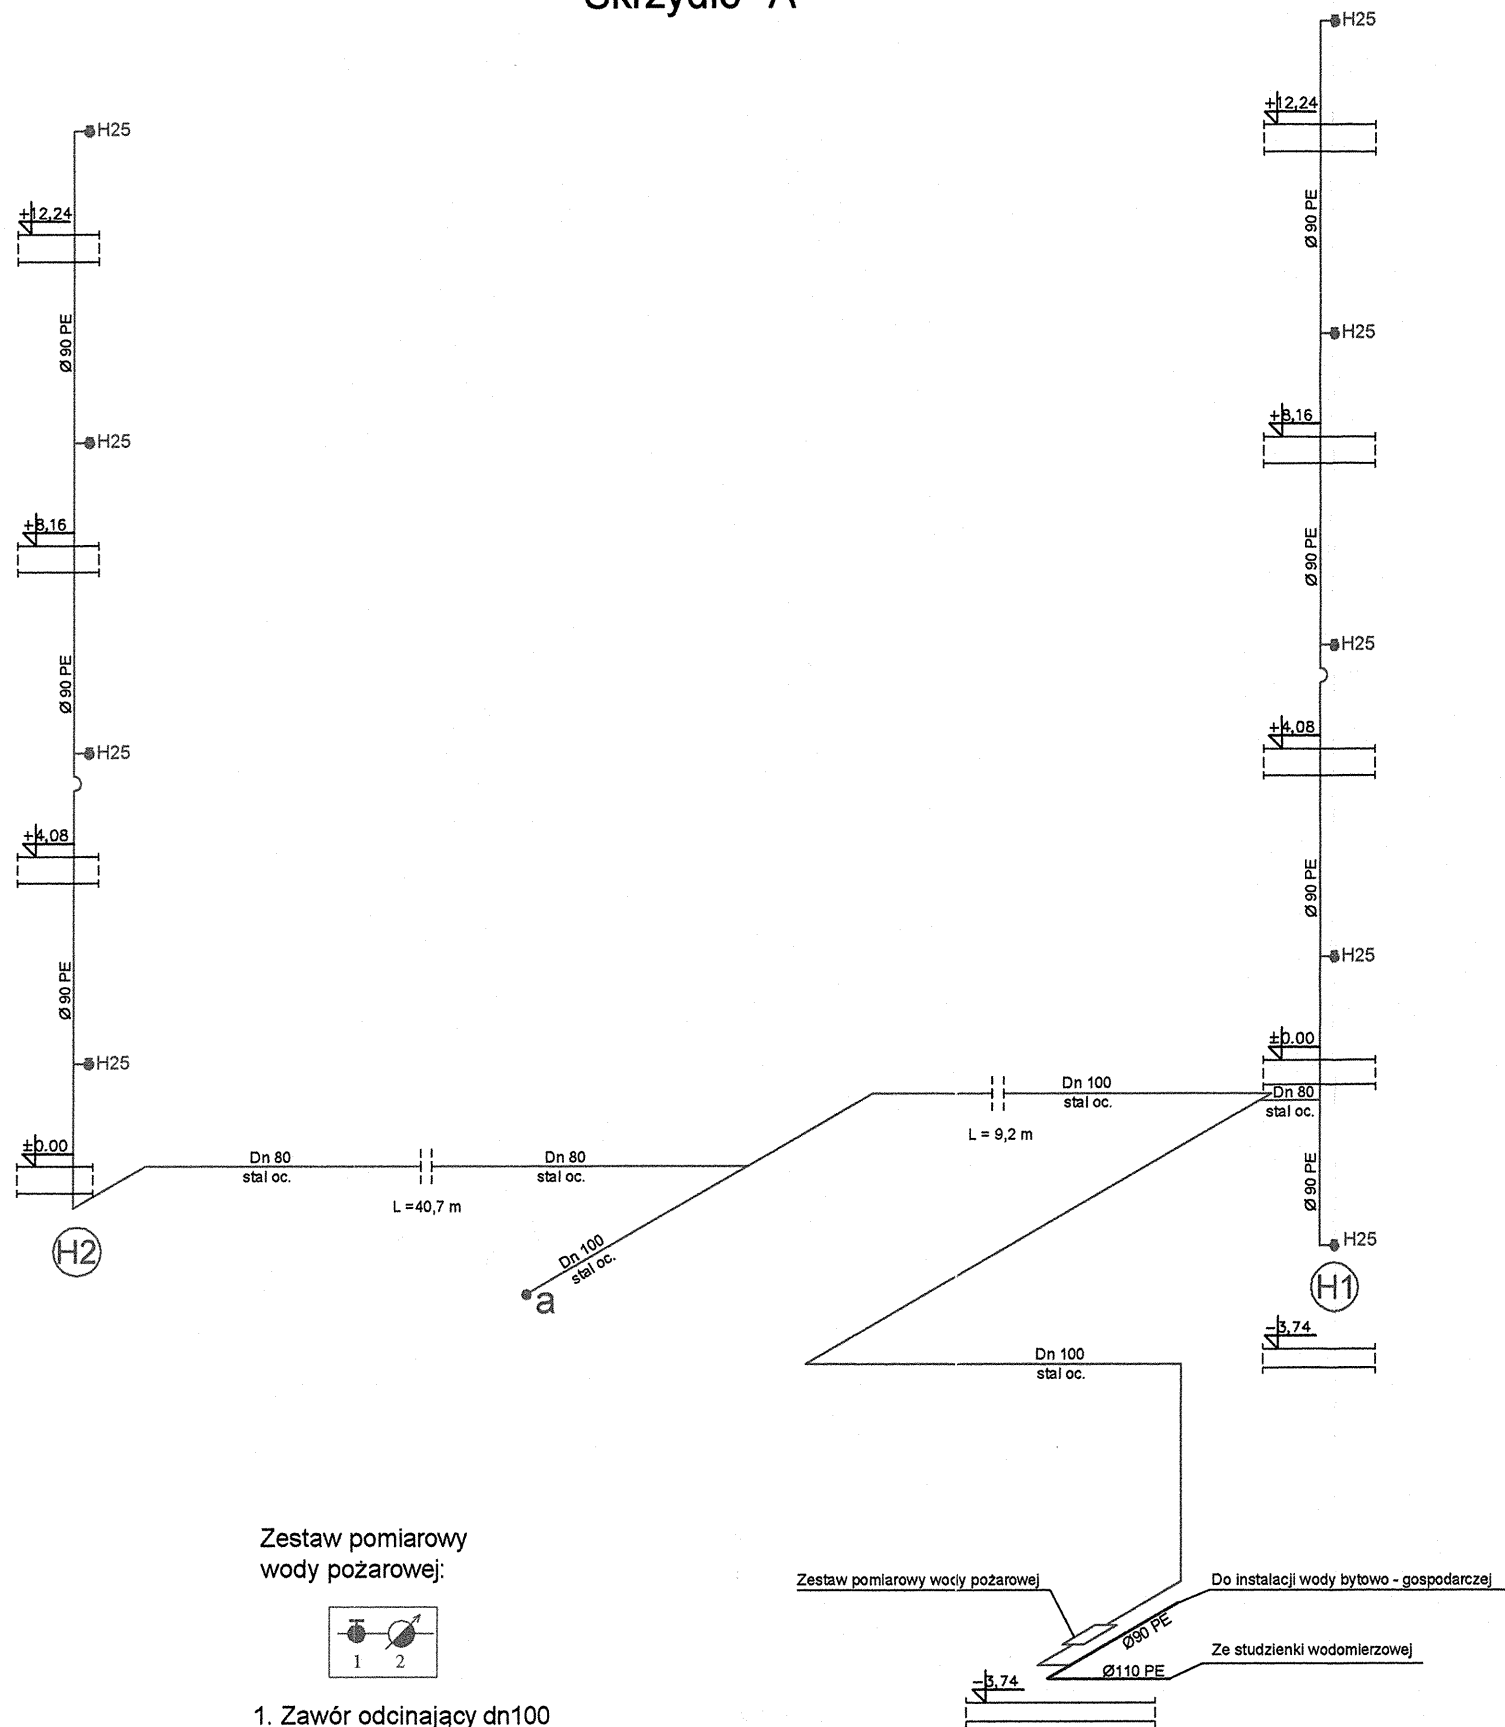 Skrzydło "A"
H25
+12,24
H25
+12,24
Ø 90 PE
H25
Ø 90 PE
+8,16
H25
+8,16
Ø 90 PE
H25
Ø 90 PE
+4,08
H25
+4,08
Ø 90 PE
H25
Ø 90 PE
±0.00
H25
Dn 100
stal oc.
Dn 80
stal oc.
L = 9,2 m
±0.00
Dn 80
stal oc.
Dn 80
stal oc.
L =40,7 m
Ø 90 PE
H2
Dn 100
stal oc.
a
H25
H1
-3,74
Dn 100
stal oc.
Zestaw pomiarowy
wody pożarowej:
1 2
1. Zawór odcinający dn100
Zestaw pomiarowy wody pożarowej
Do instalacji wody bytowo - gospodarczej
Ø90 PE
Ze studzienki wodomierzowej
Ø110 PE
-3,74